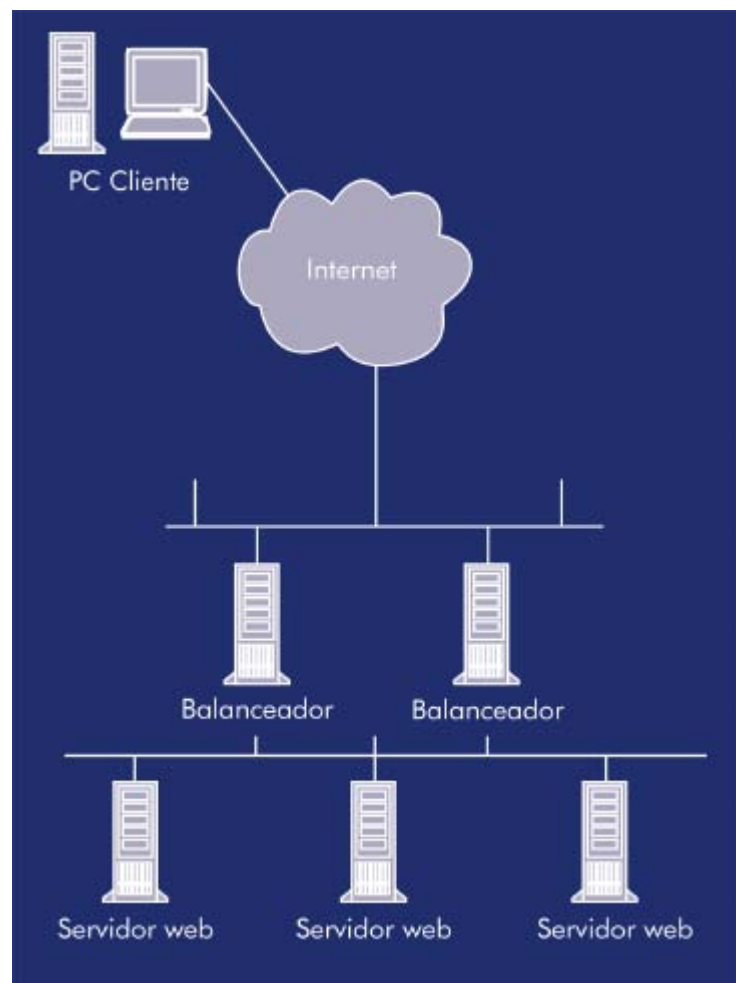 PC Cliente
Internet
Balanceador
Balanceador
Servidor web
Servidor web
Servidor web